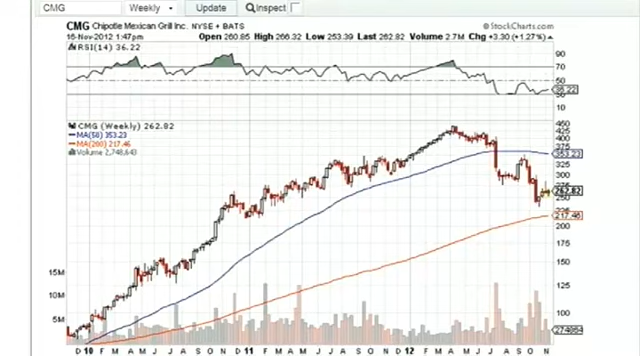 CMG Weekly Update Inspect
CMG Chipotle Mexican Grill Inc. NYSE + BATS © StockCharts.com
16-Nov-2012 1:47pm Open 260.85 High 266.32 Low 253.39 Last 262.82 Volume 2.7M Chg +3.30 (+1.27%)
RSI(14) 36.22
90
70
50
36.22
30
10
CMG (Weekly) 262.82
MA(50) 353.23
MA(200) 217.46
Volume 2,748,643
450
425
400
375
353.23
325
300
275
262.82
250
225
217.46
200
175
150
125
100
15M
10M
5M
D 10 F M A M J J A S O N D 11 F M A M J J A S O N D 12 F M A M J J A S O